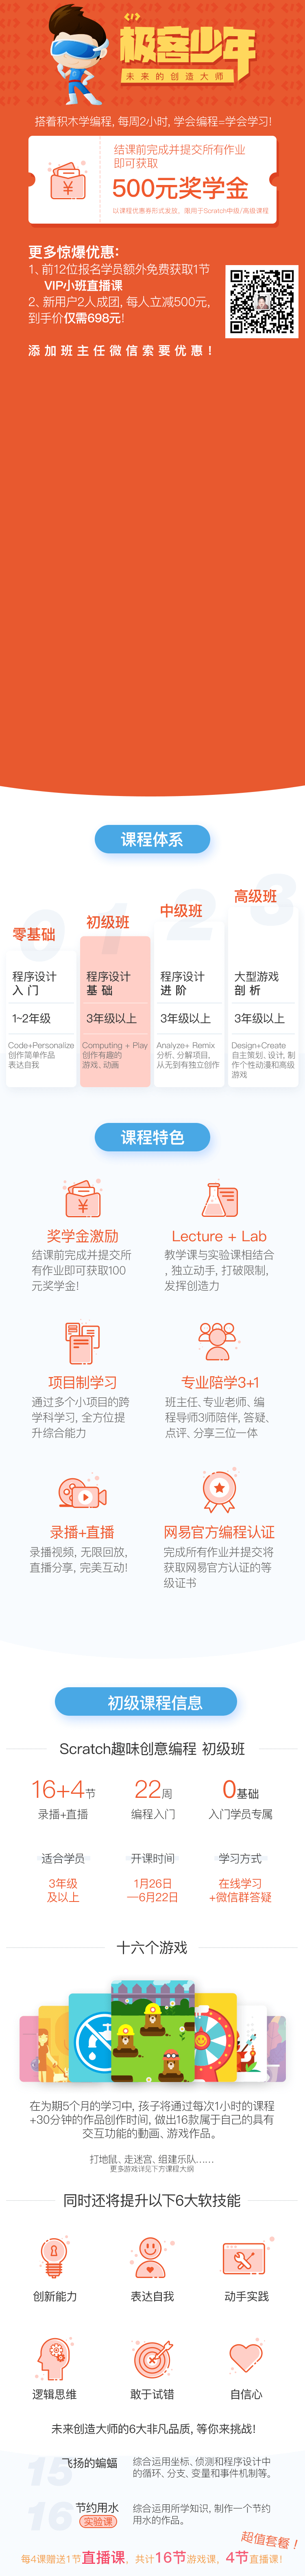 极客少年
未来的创造大师
搭着积木学编程, 每周2小时, 学会编程=学会学习!
结课前完成并提交所有作业
即可获取
500元奖学金
以课程优惠券形式发放, 限用于Scratch中级/高级课程
更多惊爆优惠:
1、前12位报名学员额外免费获取1节
VIP小班直播课
2、新用户2人成团, 每人立减500元,
到手价仅需698元!
添加班主任微信索要优惠!
课程体系
0
零基础
程序设计
入门
1~2年级
Code+Personalize
创作简单作品
表达自我
1
初级班
程序设计
基础
3年级以上
Computing + Play
创作有趣的
游戏, 动画
2
中级班
程序设计
进阶
3年级以上
Analyze+ Remix
分析, 分解项目,
从无到有独立创作
3
高级班
大型游戏
剖析
3年级以上
Design+Create
自主策划, 设计, 制
作个性动漫和高级
游戏
课程特色
奖学金激励
结课前完成并提交所
有作业即可获取100
元奖学金!
Lecture + Lab
教学课与实验课相结合
, 独立动手, 打破限制,
发挥创造力
项目制学习
通过多个小项目的跨
学科学习, 全方位提
升综合能力
专业陪学3+1
班主任、专业老师、编
程导师3师陪伴, 答疑、
点评、分享三位一体
录播+直播
录播视频, 无限回放,
直播分享, 完美互动!
网易官方编程认证
完成所有作业并提交将
获取网易官方认证的等
级证书
初级课程信息
Scratch趣味创意编程 初级班
16+4节
录播+直播
22周
编程入门
0基础
入门学员专属
适合学员
3年级
及以上
开课时间
1月26日
—6月22日
学习方式
在线学习
+微信群答疑
十六个游戏
在为期5个月的学习中, 孩子将通过每次1小时的课程
+30分钟的作品创作时间, 做出16款属于自己的具有
交互功能的動画、游戏作品。
打地鼠、走迷宫、组建乐队......
更多游戏详见下方课程大纲
同时还将提升以下6大软技能
创新能力
表达自我
动手实践
逻辑思维
敢于试错
自信心
未来创造大师的6大非凡品质, 等你来挑战!
15
飞扬的蝙蝠
综合运用坐标、侦测和程序设计中
的循环、分支、变量和事件机制等。
16
节约用水
实验课
综合运用所学知识, 制作一个节约
用水的作品。
超值套餐!
每4课赠送1节直播课, 共计16节游戏课, 4节直播课!